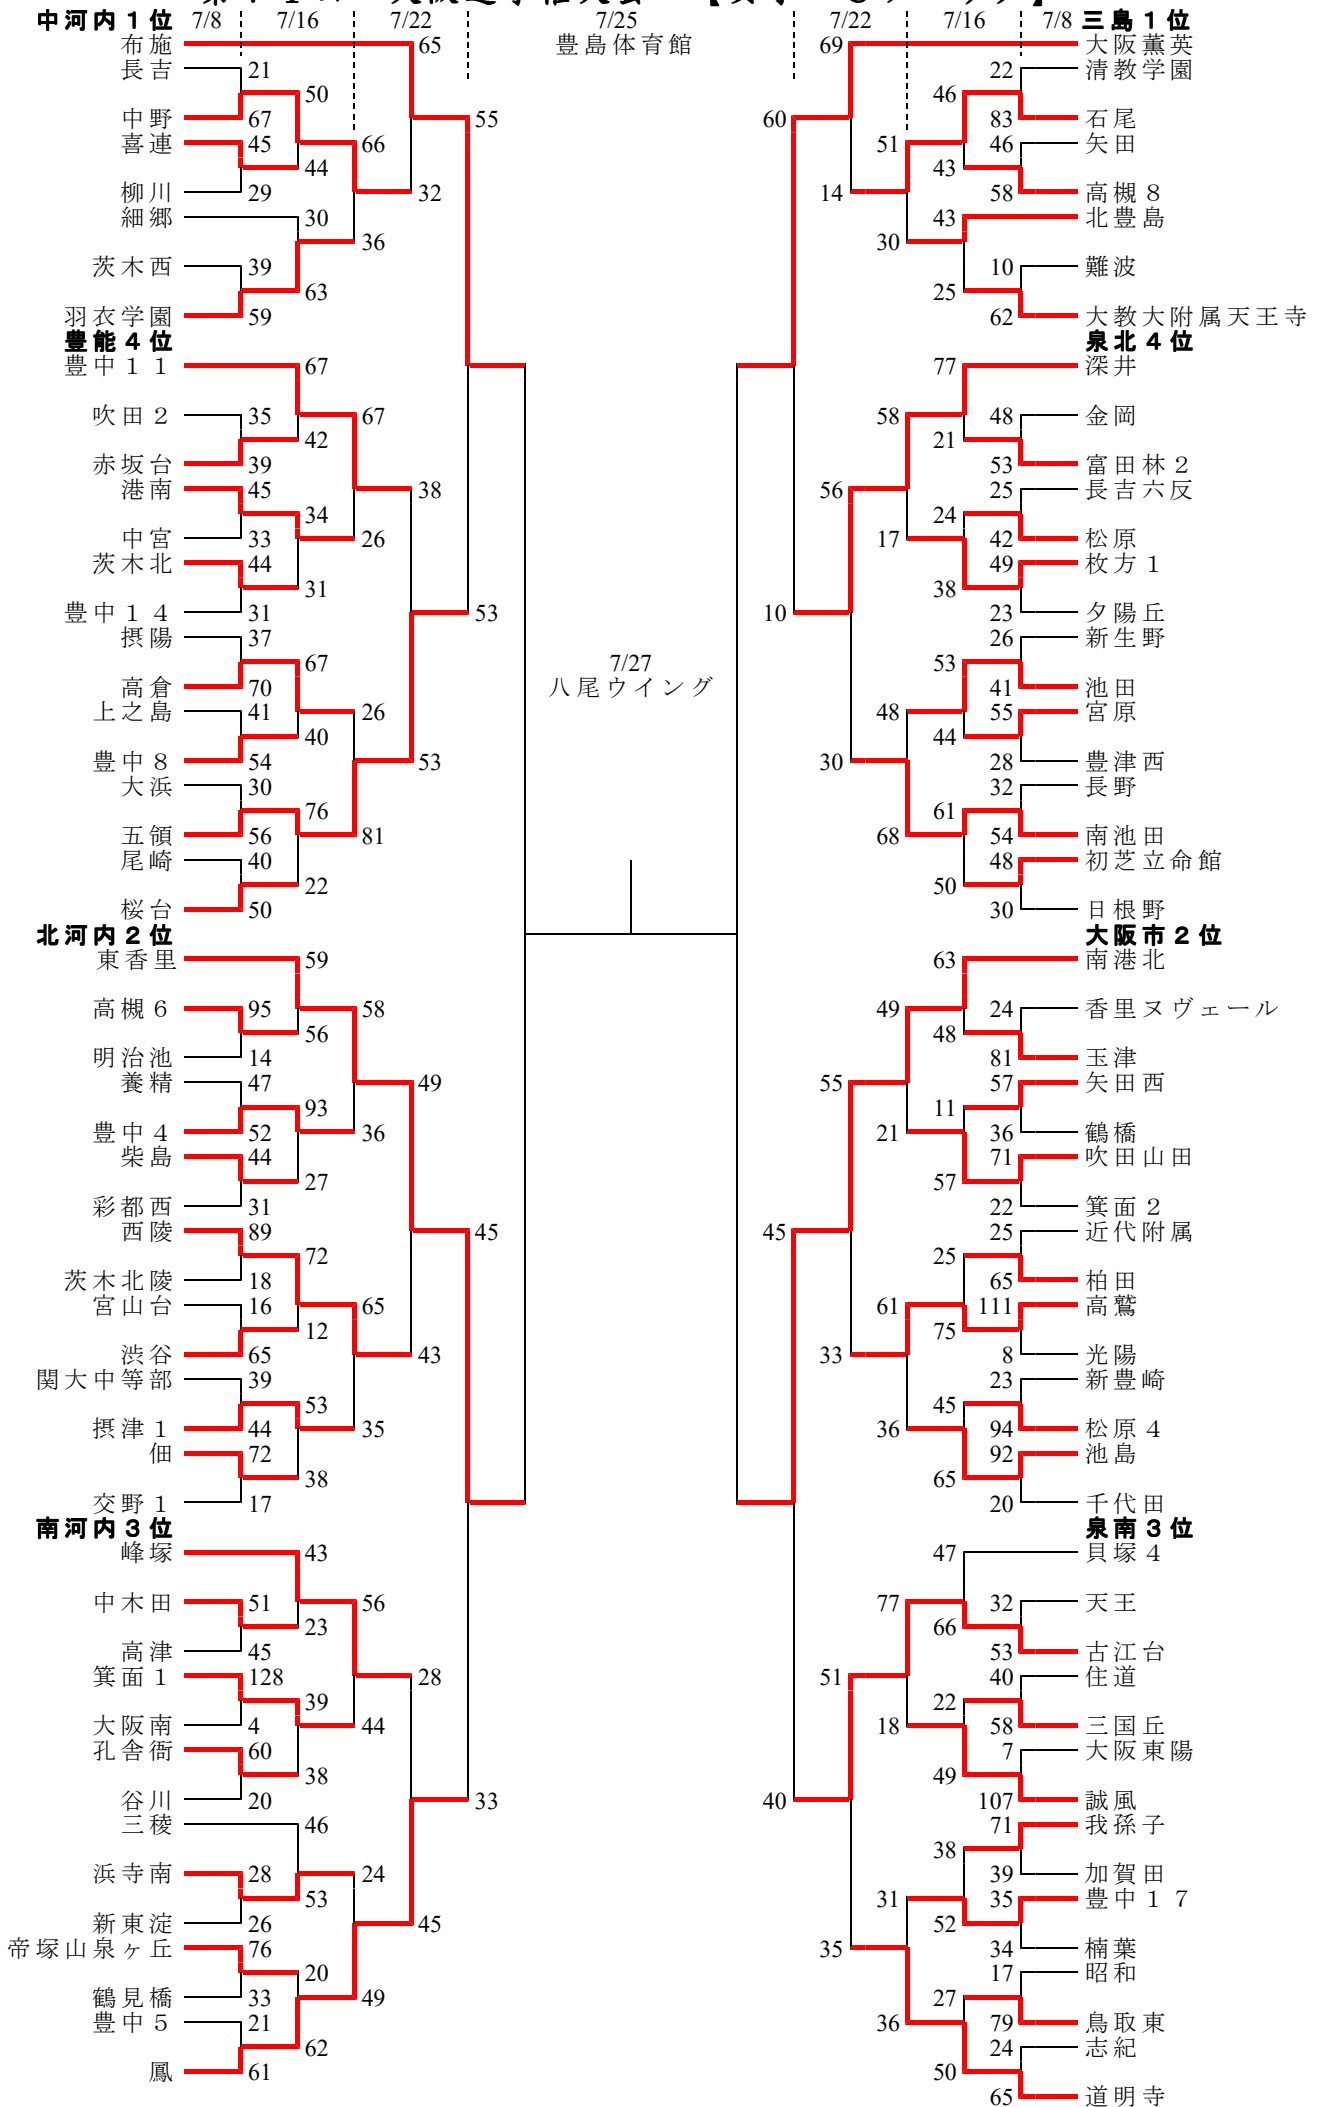 中河内1位 7/8 7/16 7/22 7/25 7/22 7/16 7/8 三島1位
豊島体育館
布施 65
長吉 21
50
中野 67
55
喜連 45
66
44
柳川 29
32
細郷 30
36
茨木西 39
63
羽衣学園 59
豊能4位
豊中11 67
吹田2 35
67
42
赤坂台 39
港南 45
38
34
中宮 33
26
茨木北 44
31
豊中14 31
53
摂陽 37
67
高倉 70
上之島 41
26
40
豊中8 54
53
大浜 30
76
五領 56
81
尾崎 40
22
桜台 50
北河内2位
東香里 59
高槻6 95
58
56
明治池 14
養精 47
49
93
豊中4 52
36
柴島 44
27
彩都西 31
西陵 89
45
72
茨木北陵 18
宮山台 16
65
12
渋谷 65
43
関大中等部 39
53
摂津1 44
35
佃 72
38
交野1 17
南河内3位
峰塚 43
中木田 51
56
23
高津 45
箕面1 128
28
39
大阪南 4
44
孔舎衙 60
38
谷川 20
33
三稜 46
浜寺南 28
24
53
新東淀 26
45
帝塚山泉ヶ丘 76
20
鶴見橋 33
49
豊中5 21
62
鳳 61
7/27
八尾ウイング
69 大阪薫英
22 清教学園
46
60
83 石尾
51
46 矢田
43
14
58 高槻8
43 北豊島
30
10 難波
25
62 大教大附属天王寺
泉北4位
77 深井
58
48 金岡
21
53 富田林2
56
25 長吉六反
24
17
42 松原
49 枚方1
38
10
23 夕陽丘
26 新生野
53
41 池田
48
55 宮原
44
30
28 豊津西
32 長野
61
68
54 南池田
48 初芝立命館
50
30 日根野
大阪市2位
63 南港北
49
24 香里ヌヴェール
48
81 玉津
55
57 矢田西
11
21
36 鶴橋
71 吹田山田
57
22 箕面2
45
25 近代附属
25
65 柏田
61
111 高鷲
75
33
8 光陽
23 新豊崎
45
36
94 松原4
92 池島
65
20 千代田
泉南3位
47 貝塚4
77
32 天王
66
53 古江台
51
40 住道
22
18
58 三国丘
7 大阪東陽
49
40
107 誠風
71 我孫子
38
39 加賀田
31
35 豊中17
52
35
34 楠葉
17 昭和
27
36
79 鳥取東
24 志紀
50
65 道明寺